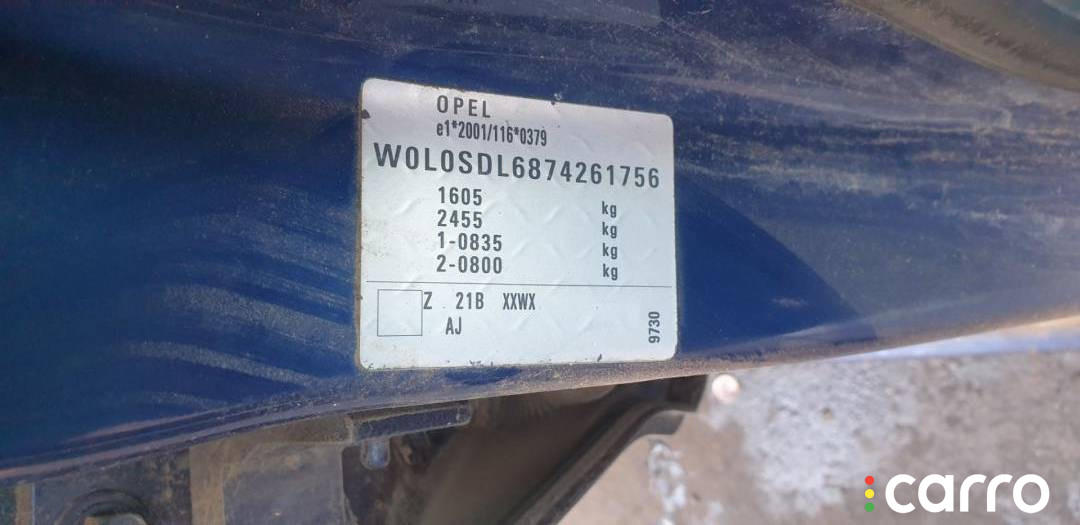 OPEL
e1*2001/116*0379
W0L0SDL6874261756
1605 kg
2455 kg
1-0835 kg
2-0800 kg
Z 21B XXWX
AJ
9730
carro